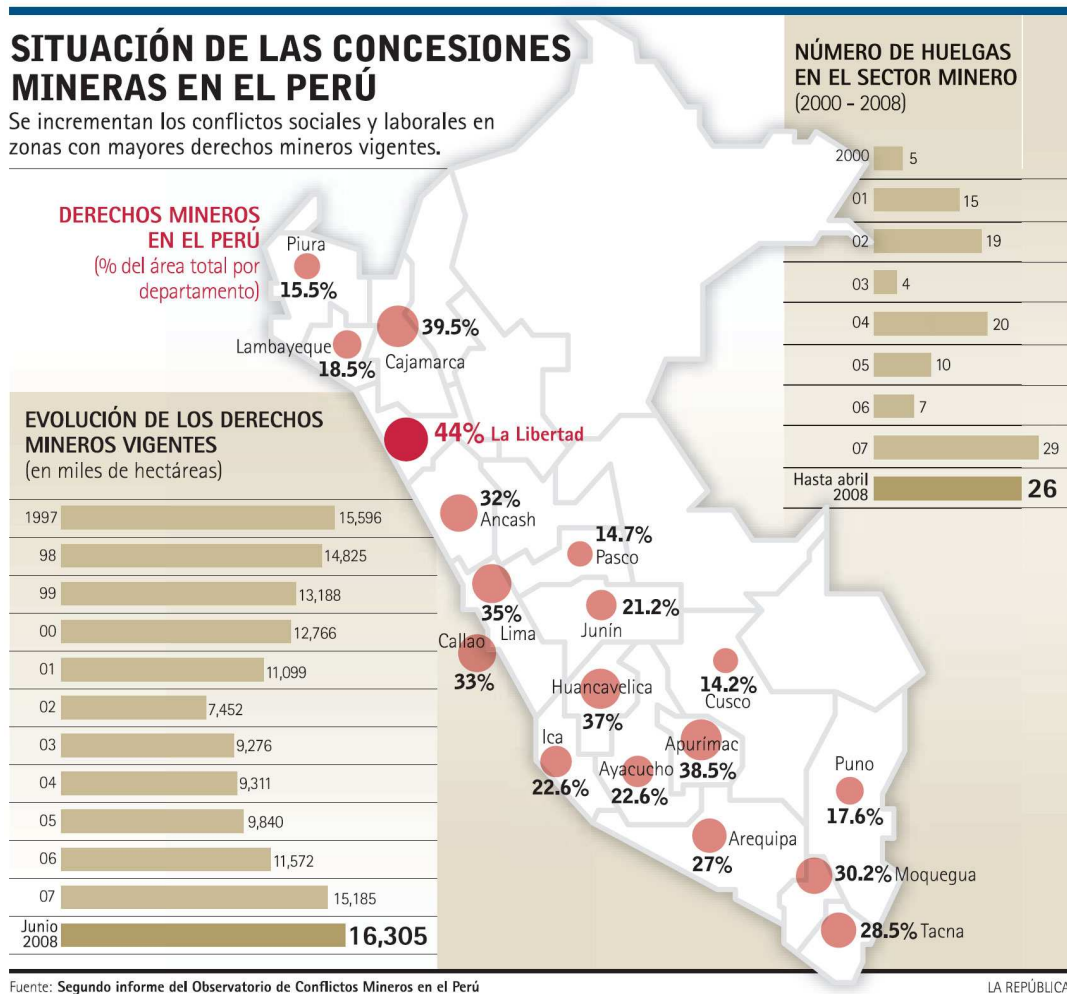 SITUACIÓN DE LAS CONCESIONES
MINERAS EN EL PERÚ
Se incrementan los conflictos sociales y laborales en
zonas con mayores derechos mineros vigentes.
DERECHOS MINEROS
EN EL PERÚ
(% del área total por
departamento)
Piura
15.5%
Lambayeque
18.5%
39.5%
Cajamarca
44% La Libertad
32%
Ancash
14.7%
Pasco
35%
Lima
21.2%
Junín
Callao
33%
Huancavelica
37%
14.2%
Cusco
Ica
22.6%
Ayacucho
22.6%
Apurímac
38.5%
Puno
17.6%
Arequipa
27%
30.2% Moquegua
28.5% Tacna
EVOLUCIÓN DE LOS DERECHOS
MINEROS VIGENTES
(en miles de hectáreas)
1997 15,596
98 14,825
99 13,188
00 12,766
01 11,099
02 7,452
03 9,276
04 9,311
05 9,840
06 11,572
07 15,185
Junio
2008 16,305
NÚMERO DE HUELGAS
EN EL SECTOR MINERO
(2000 - 2008)
2000 5
01 15
02 19
03 4
04 20
05 10
06 7
07 29
Hasta abril
2008 26
Fuente: Segundo informe del Observatorio de Conflictos Mineros en el Perú
LA REPÚBLICA